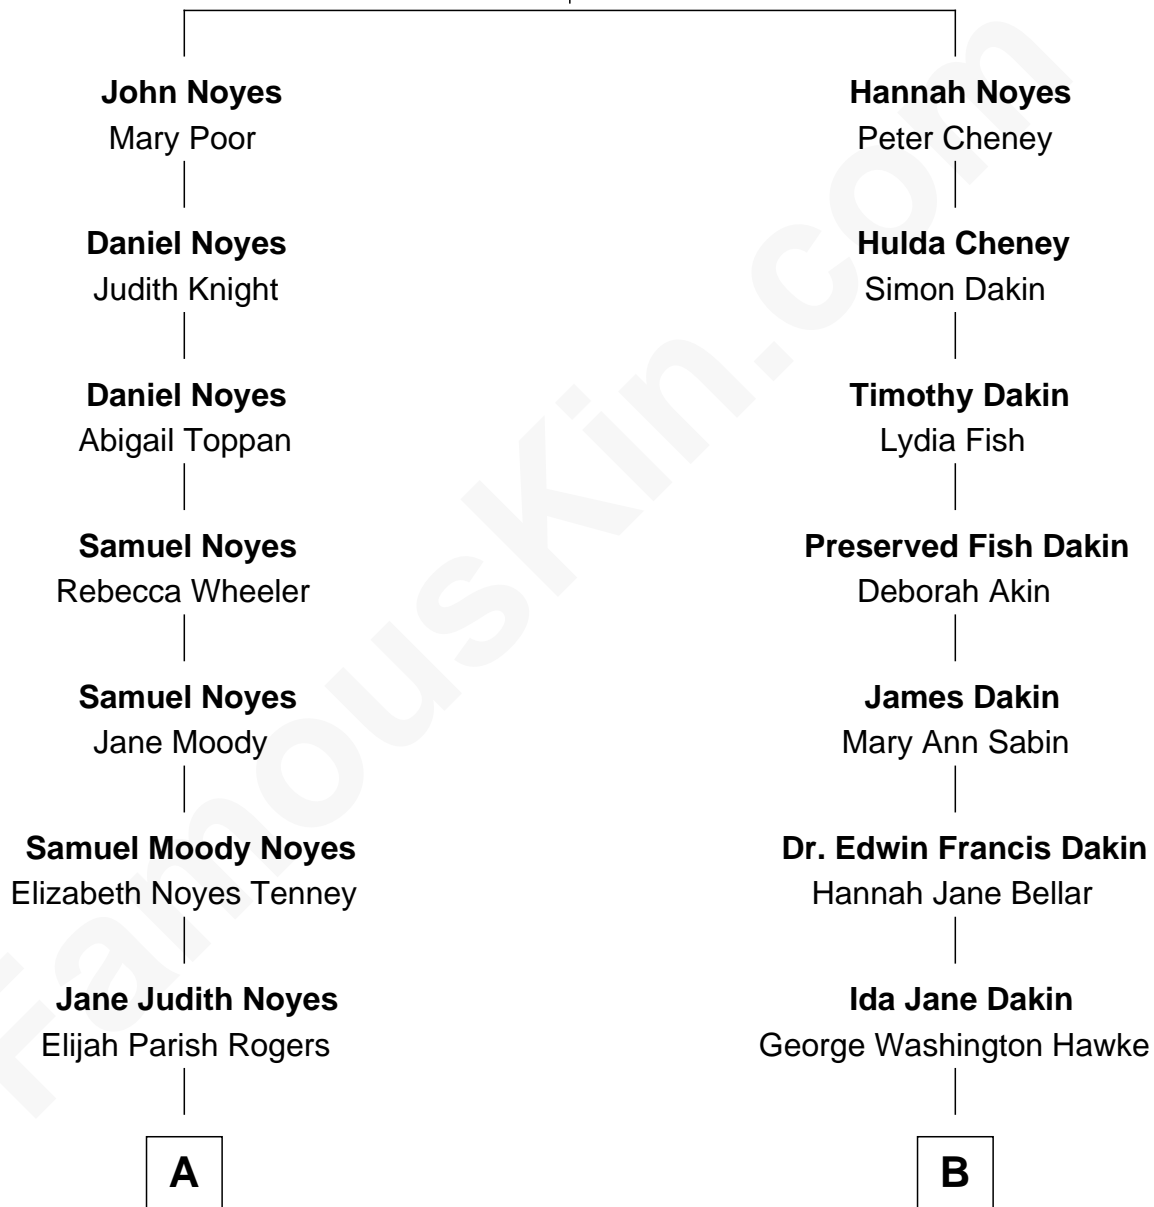 John Noyes
Mary Poor
Daniel Noyes
Judith Knight
Daniel Noyes
Abigail Toppan
Samuel Noyes
Rebecca Wheeler
Samuel Noyes
Jane Moody
Samuel Moody Noyes
Elizabeth Noyes Tenney
Jane Judith Noyes
Elijah Parish Rogers
A
Hannah Noyes
Peter Cheney
Hulda Cheney
Simon Dakin
Timothy Dakin
Lydia Fish
Preserved Fish Dakin
Deborah Akin
James Dakin
Mary Ann Sabin
Dr. Edwin Francis Dakin
Hannah Jane Bellar
Ida Jane Dakin
George Washington Hawke
B
FamousKin.com